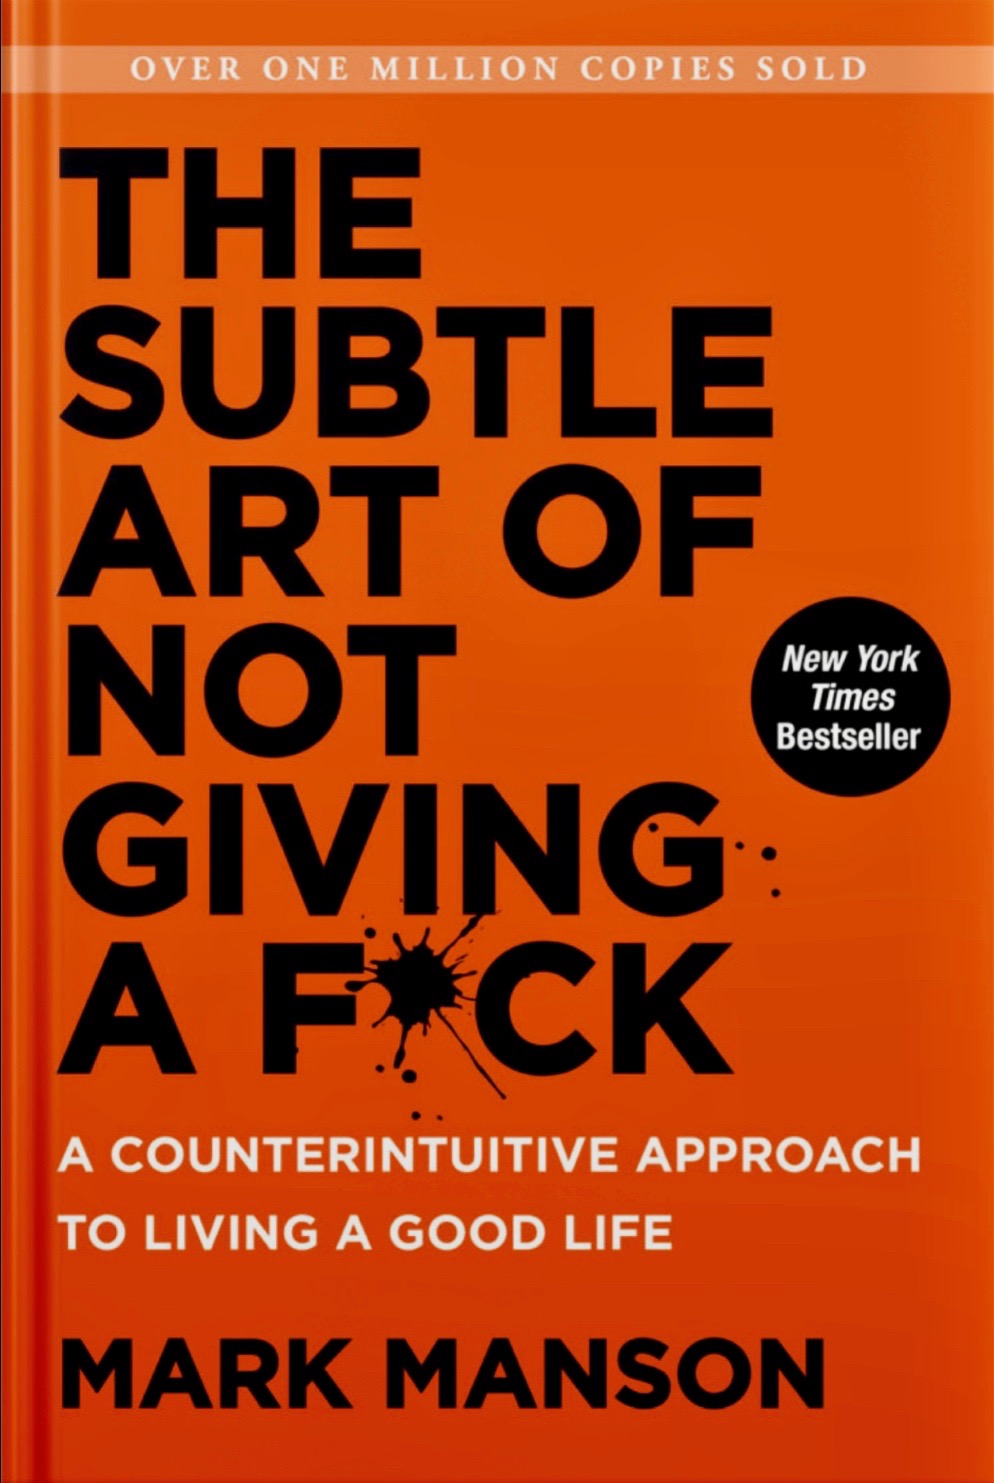 OVER ONE MILLION COPIES SOLD
THE
SUBTLE
ART OF
NOT
GIVING
A F*CK
New York
Times
Bestseller
A COUNTERINTUITIVE APPROACH
TO LIVING A GOOD LIFE
MARK MANSON